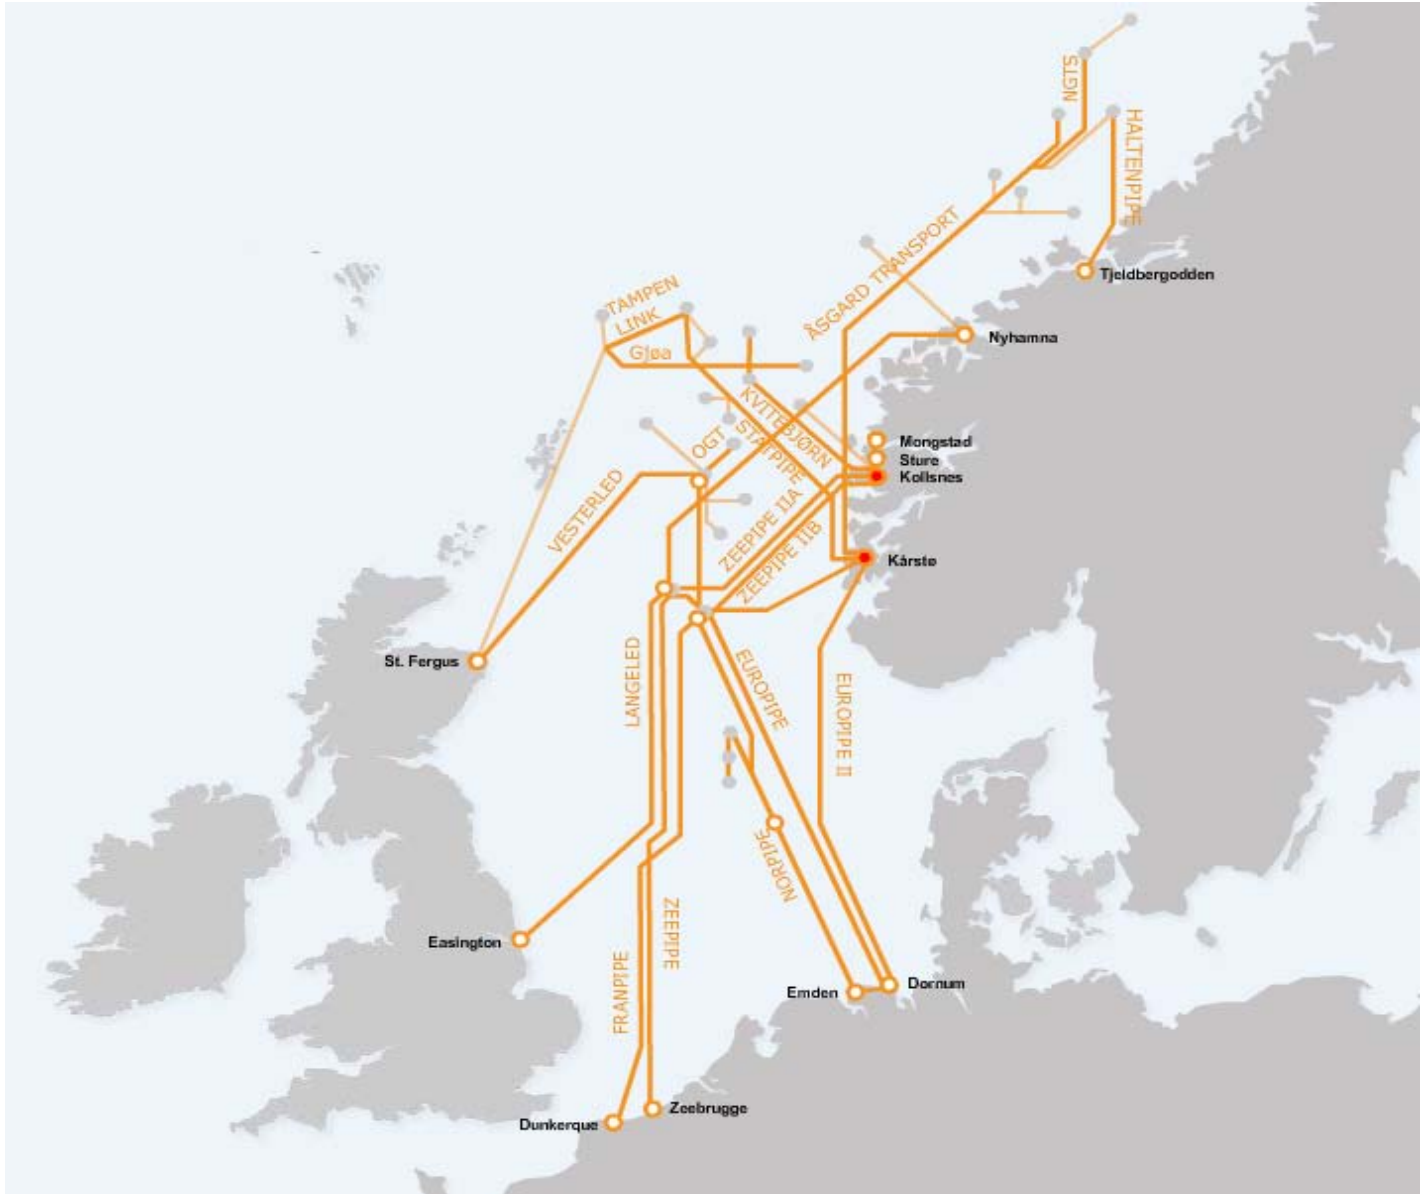 NGTS
HALTENPIPE
ÅSGARD TRANSPORT
Tjeldbergodden
TAMPEN
LINK
Gjøa
Nyhamna
KVITEBJØRN
STATPIPE
OGT
Mongstad
Sture
Kollsnes
VESTERLED
ZEEPIPE IIA
ZEEPIPE IIB
Kårstø
St. Fergus
LANGELED
EUROPIPE
EUROPIPE II
NORPIPE
Easington
ZEEPIPE
FRANPIPE
Emden
Dornum
Zeebrugge
Dunkerque